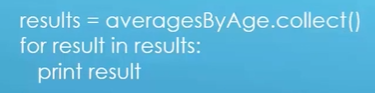 results = averagesByAge.collect()
for result in results:
print result